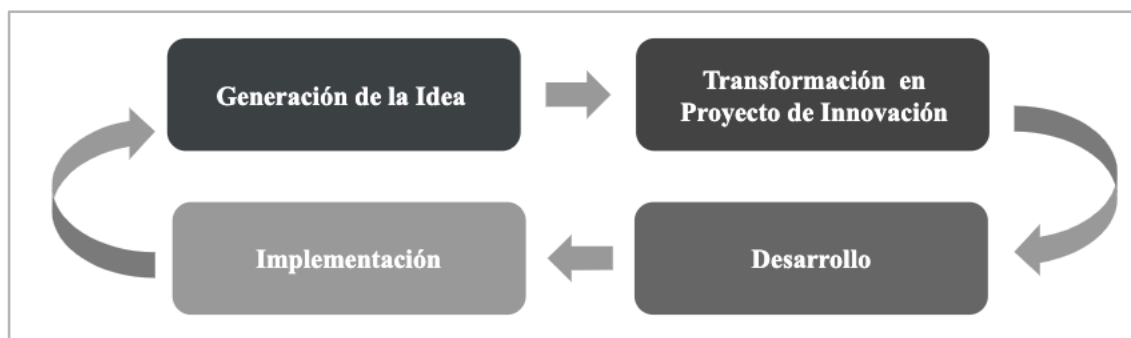 Generación de la Idea
Transformación en
Proyecto de Innovación
Implementación
Desarrollo